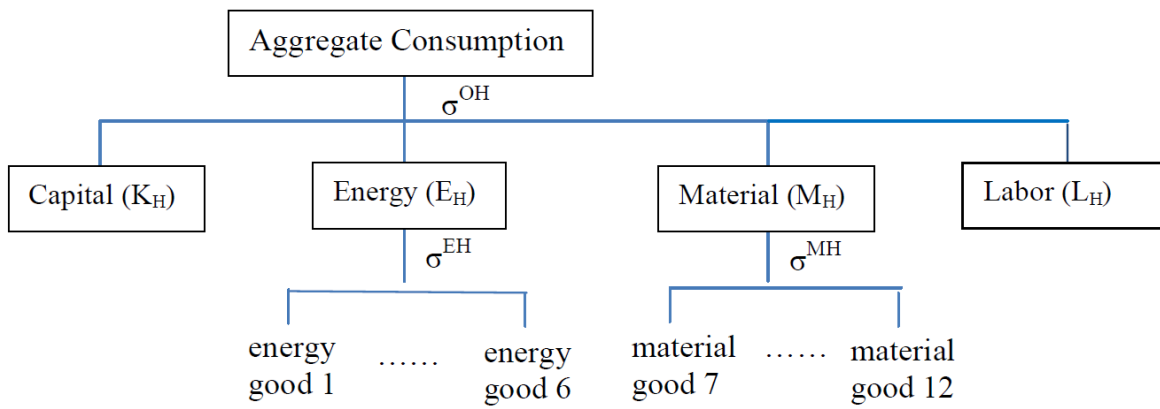 Aggregate Consumption
σ^OH
Capital (K_H)
Energy (E_H)
Material (M_H)
Labor (L_H)
σ^EH
σ^MH
energy
good 1
……
energy
good 6
material
good 7
……
material
good 12